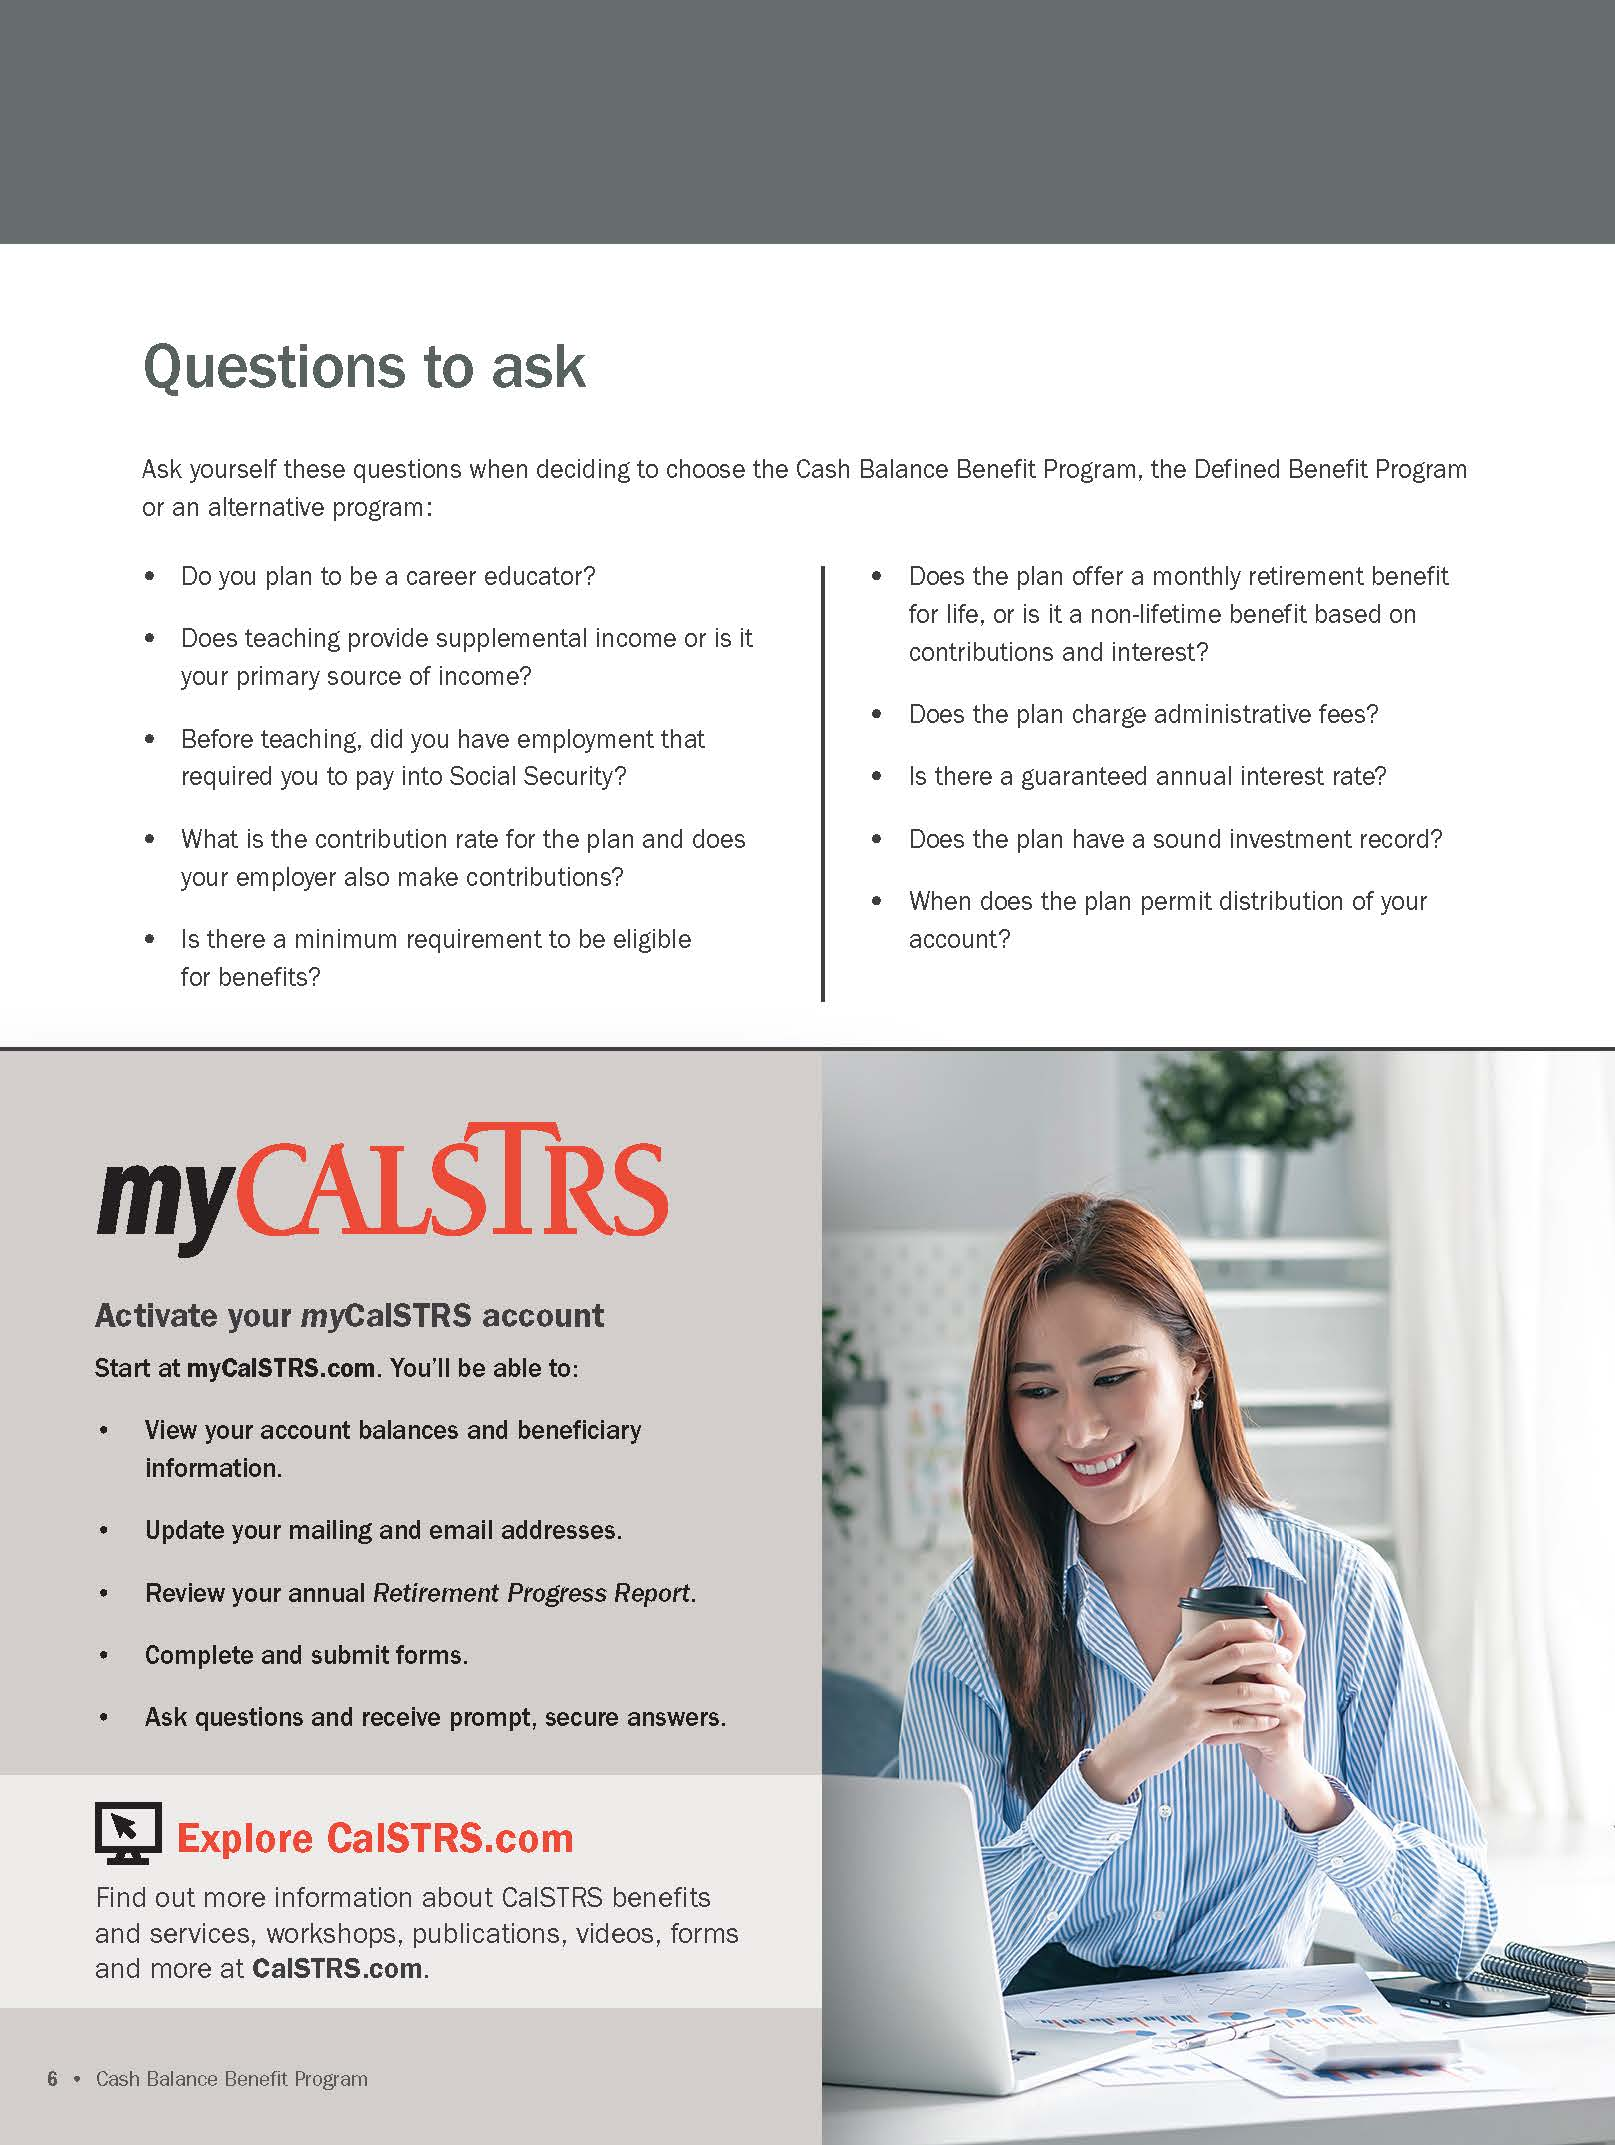 Questions to ask
Ask yourself these questions when deciding to choose the Cash Balance Benefit Program, the Defined Benefit Program
or an alternative program:
• Do you plan to be a career educator?
• Does teaching provide supplemental income or is it
your primary source of income?
• Before teaching, did you have employment that
required you to pay into Social Security?
• What is the contribution rate for the plan and does
your employer also make contributions?
• Is there a minimum requirement to be eligible
for benefits?
• Does the plan offer a monthly retirement benefit
for life, or is it a non-lifetime benefit based on
contributions and interest?
• Does the plan charge administrative fees?
• Is there a guaranteed annual interest rate?
• Does the plan have a sound investment record?
• When does the plan permit distribution of your
account?
myCALSTRS
Activate your myCalSTRS account
Start at myCalSTRS.com. You’ll be able to:
• View your account balances and beneficiary
information.
• Update your mailing and email addresses.
• Review your annual Retirement Progress Report.
• Complete and submit forms.
• Ask questions and receive prompt, secure answers.
Explore CalSTRS.com
Find out more information about CalSTRS benefits
and services, workshops, publications, videos, forms
and more at CalSTRS.com.
6 • Cash Balance Benefit Program